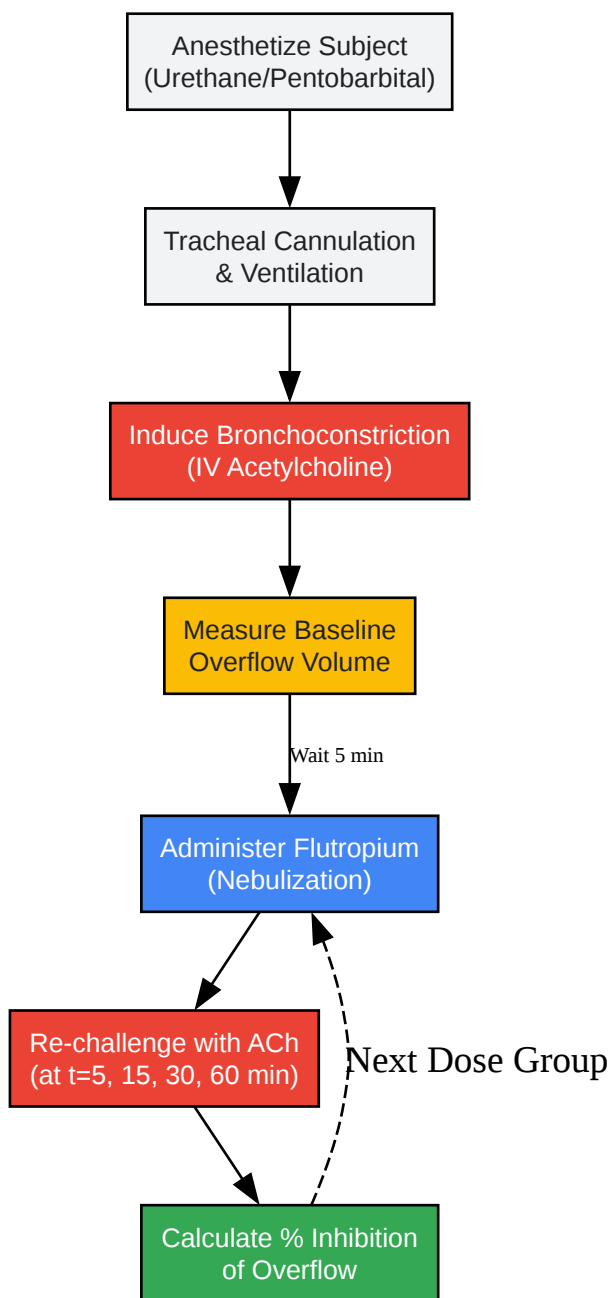 Anesthetize Subject
(Urethane/Pentobarbital)
Tracheal Cannulation
& Ventilation
Induce Bronchoconstriction
(IV Acetylcholine)
Measure Baseline
Overflow Volume
Wait 5 min
Administer Flutropium
(Nebulization)
Re-challenge with ACh
(at t=5, 15, 30, 60 min)
Next Dose Group
Calculate % Inhibition
of Overflow